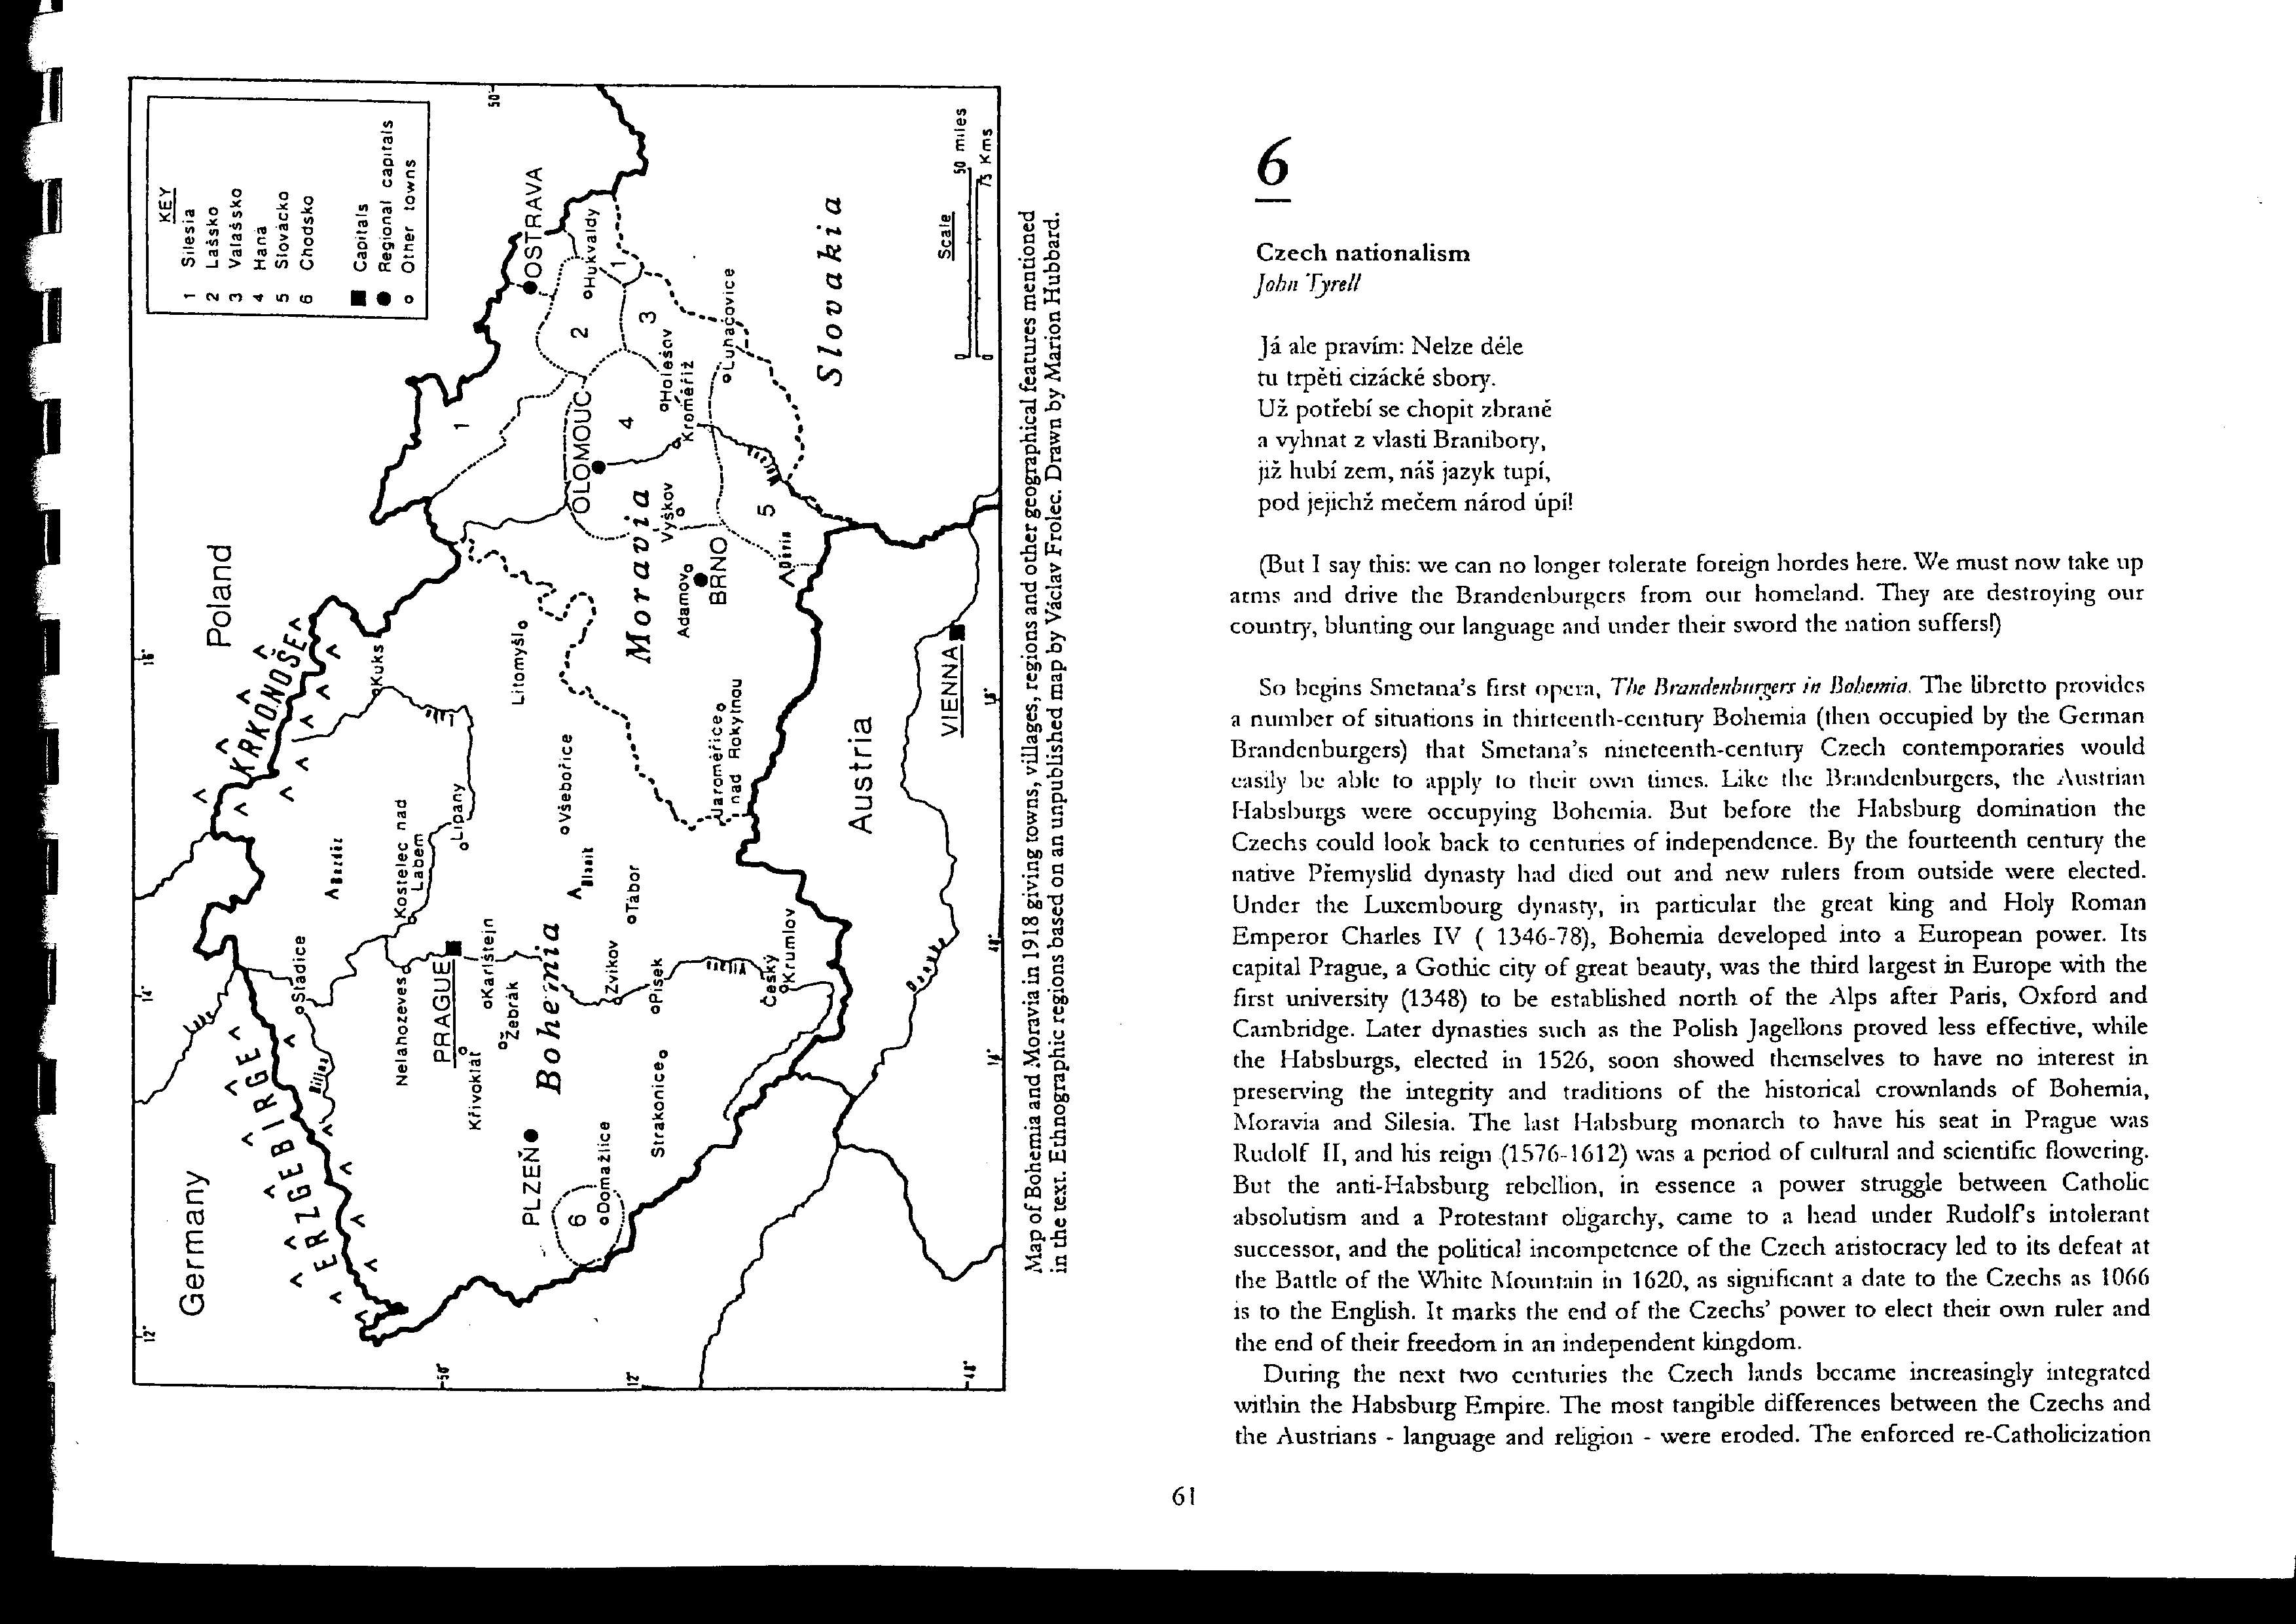 KEY
1 Silesia
2 Lašsko
3 Valašsko
4 Hana
5 Slovácko
6 Chodsko
Capitals
Regional capitals
Other towns
Germany
Poland
Slovakia
Austria
Bohemia
Moravia
ERZGEBIRGE
KRKONOŠE
PRAGUE
PLZEŇ
OSTRAVA
OLOMOUC
BRNO
VIENNA
Stadice
Nelahozeves
Kostelec nad
Labem
Lipany
Kuks
Karlštejn
Žebrák
Křivoklát
Domažlice
Strakonice
Písek
Zvíkov
Tábor
Český
Krumlov
Všebořice
Litomyšl
Jaroměřice
nad Rokytnou
Adamov
Vyškov
Kroměříž
Holešov
Hukvaldy
Luhačovice
Blaník
1
1
2
3
4
5
6
12°
14°
16°
50°
50°
12°
14°
48°
Scale
0 50 miles
0 75 Kms
Map of Bohemia and Moravia in 1918 giving towns, villages, regions and other geographical features mentioned
in the text. Ethnographic regions based on an unpublished map by Václav Frolec. Drawn by Marion Hubbard.
6
Czech nationalism
John Tyrell
Já ale pravím: Nelze déle
tu trpěti cizácké sbory.
Už potřebí se chopit zbraně
a vyhnat z vlasti Branibory,
již hubí zem, náš jazyk tupí,
pod jejichž mečem národ úpí!
(But I say this: we can no longer tolerate foreign hordes here. We must now take up
arms and drive the Brandenburgers from our homeland. They are destroying our
country, blunting our language and under their sword the nation suffers!)
So begins Smetana's first opera, The Brandenburgers in Bohemia. The libretto provides
a number of situations in thirteenth-century Bohemia (then occupied by the German
Brandenburgers) that Smetana's nineteenth-century Czech contemporaries would
easily be able to apply to their own times. Like the Brandenburgers, the Austrian
Habsburgs were occupying Bohemia. But before the Habsburg domination the
Czechs could look back to centuries of independence. By the fourteenth century the
native Přemyslid dynasty had died out and new rulers from outside were elected.
Under the Luxembourg dynasty, in particular the great king and Holy Roman
Emperor Charles IV ( 1346-78), Bohemia developed into a European power. Its
capital Prague, a Gothic city of great beauty, was the third largest in Europe with the
first university (1348) to be established north of the Alps after Paris, Oxford and
Cambridge. Later dynasties such as the Polish Jagellons proved less effective, while
the Habsburgs, elected in 1526, soon showed themselves to have no interest in
preserving the integrity and traditions of the historical crownlands of Bohemia,
Moravia and Silesia. The last Habsburg monarch to have his seat in Prague was
Rudolf II, and his reign (1576-1612) was a period of cultural and scientific flowering.
But the anti-Habsburg rebellion, in essence a power struggle between Catholic
absolutism and a Protestant oligarchy, came to a head under Rudolf's intolerant
successor, and the political incompetence of the Czech aristocracy led to its defeat at
the Battle of the White Mountain in 1620, as significant a date to the Czechs as 1066
is to the English. It marks the end of the Czechs' power to elect their own ruler and
the end of their freedom in an independent kingdom.
During the next two centuries the Czech lands became increasingly integrated
within the Habsburg Empire. The most tangible differences between the Czechs and
the Austrians - language and religion - were eroded. The enforced re-Catholicization
61